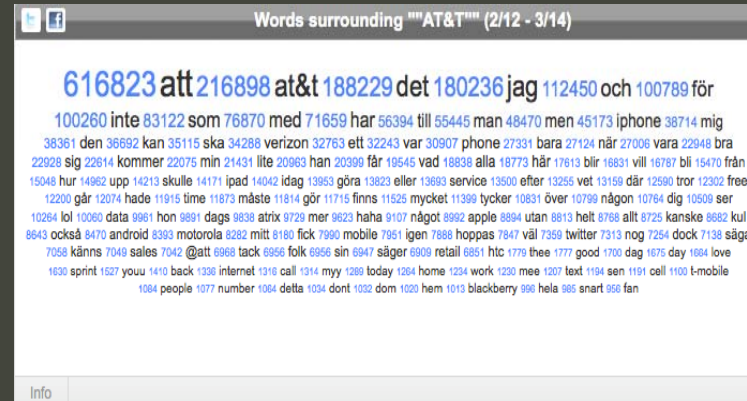 Words surrounding ""AT&T"" (2/12 - 3/14)
616823 att 216898 at&t 188229 det 180236 jag 112450 och 100789 för
100260 inte 83122 som 76870 med 71659 har 56394 till 55445 man 48470 men 45173 iphone 38714 mig
38361 den 36692 kan 35115 ska 34288 verizon 32763 ett 32243 var 30907 phone 27331 bara 27124 när 27006 vara 22948 bra
22928 sig 22614 kommer 22075 min 21431 lite 20963 han 20399 får 19545 vad 18838 alla 18773 här 17613 blir 16831 vill 16787 bli 15470 från
15048 hur 14962 upp 14213 skulle 14171 ipad 14042 idag 13953 göra 13823 eller 13693 service 13500 efter 13255 vet 13159 där 12590 tror 12302 free
12200 går 12074 hade 11915 time 11873 måste 11814 gör 11715 finns 11525 mycket 11399 tycker 10831 över 10799 någon 10764 dig 10509 ser
10264 lol 10060 data 9961 hon 9891 dags 9838 atrix 9729 mer 9623 haha 9107 något 8992 apple 8894 utan 8813 helt 8768 allt 8725 kanske 8682 kul
8643 också 8470 android 8393 motorola 8282 mitt 8180 fick 7990 mobile 7951 igen 7888 hoppas 7847 väl 7359 twitter 7313 nog 7254 dock 7138 säga
7058 känns 7049 sales 7042 @att 6968 tack 6956 folk 6956 sin 6947 säger 6909 retail 6851 htc 1779 thee 1777 good 1700 dag 1675 day 1664 love
1630 sprint 1527 youu 1410 back 1336 internet 1316 call 1314 myy 1289 today 1264 home 1234 work 1230 mee 1207 text 1194 sen 1191 cell 1100 t-mobile
1084 people 1077 number 1064 detta 1034 dont 1032 dom 1020 hem 1013 blackberry 996 hela 985 snart 956 fan
Info